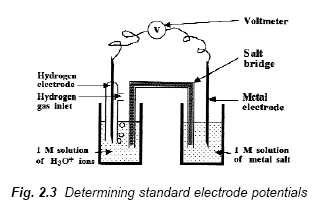 Voltmeter
V
Salt
bridge
Hydrogen
electrode
Hydrogen
gas inlet
Metal
electrode
1 M solution
of H₃O⁺ ions
1 M solution
of metal salt
Fig. 2.3 Determining standard electrode potentials